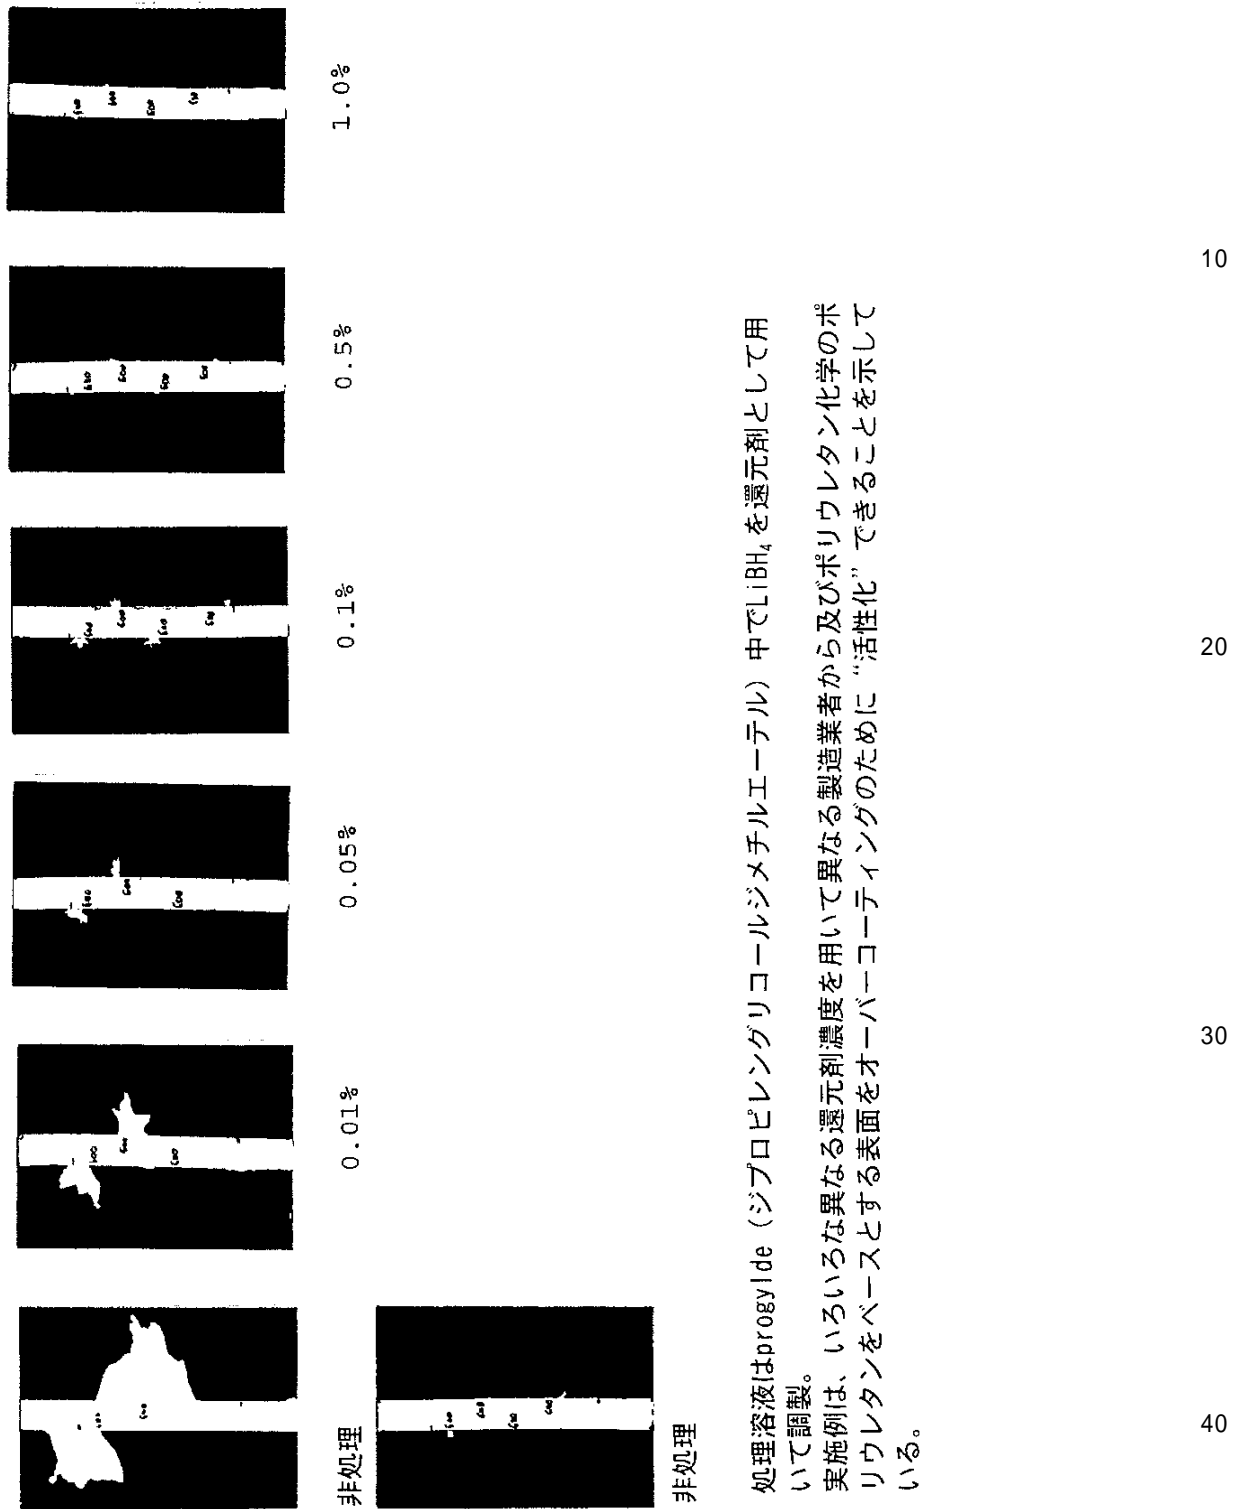 1.0%
0.5%
0.1%
0.05%
0.01%
非処理
非処理
処理溶液はprogylde（ジプロピレングリコールジメチルエーテル）中でLiBH₄を還元剤として用
いて調製。
実施例は、いろいろな異なる還元剤濃度を用いて異なる製造業者から及びポリウレタン化学のポ
リウレタンをベースとする表面をオーバーコーティングのために“活性化”できることを示して
いる。
10
20
30
40